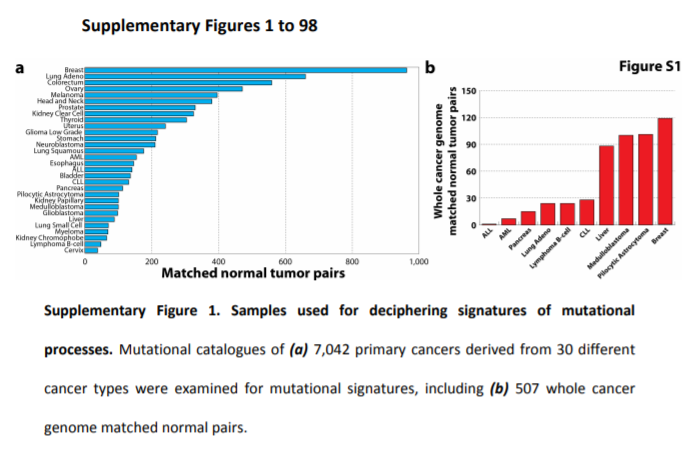 Supplementary Figures 1 to 98
a
Breast
Lung Adeno
Colorectum
Ovary
Melanoma
Head and Neck
Prostate
Kidney Clear Cell
Thyroid
Uterus
Glioma Low Grade
Stomach
Neuroblastoma
Lung Squamous
AML
Esophagus
ALL
Bladder
CLL
Pancreas
Pilocytic Astrocytoma
Kidney Papillary
Medulloblastoma
Glioblastoma
Liver
Lung Small Cell
Myeloma
Kidney Chromophobe
Lymphoma B-cell
Cervix
0 200 400 600 800 1,000
Matched normal tumor pairs
b
Figure S1
Whole cancer genome
matched normal tumor pairs
150
120
90
60
30
0
ALL
AML
Pancreas
Lung Adeno
Lymphoma B-cell
CLL
Liver
Medulloblastoma
Pilocytic Astrocytoma
Breast
Supplementary Figure 1. Samples used for deciphering signatures of mutational
processes. Mutational catalogues of (a) 7,042 primary cancers derived from 30 different
cancer types were examined for mutational signatures, including (b) 507 whole cancer
genome matched normal pairs.